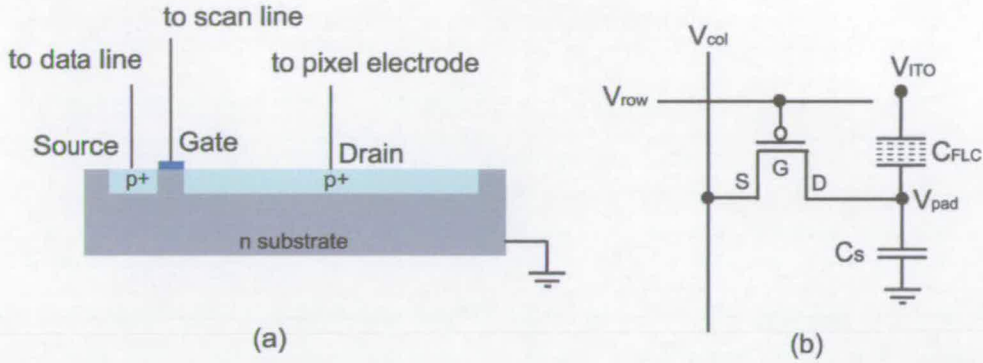 to scan line
to data line
to pixel electrode
Source
Gate
Drain
p+
p+
n substrate
(a)
Vcol
VITO
Vrow
CFLC
S
G
D
Vpad
Cs
(b)